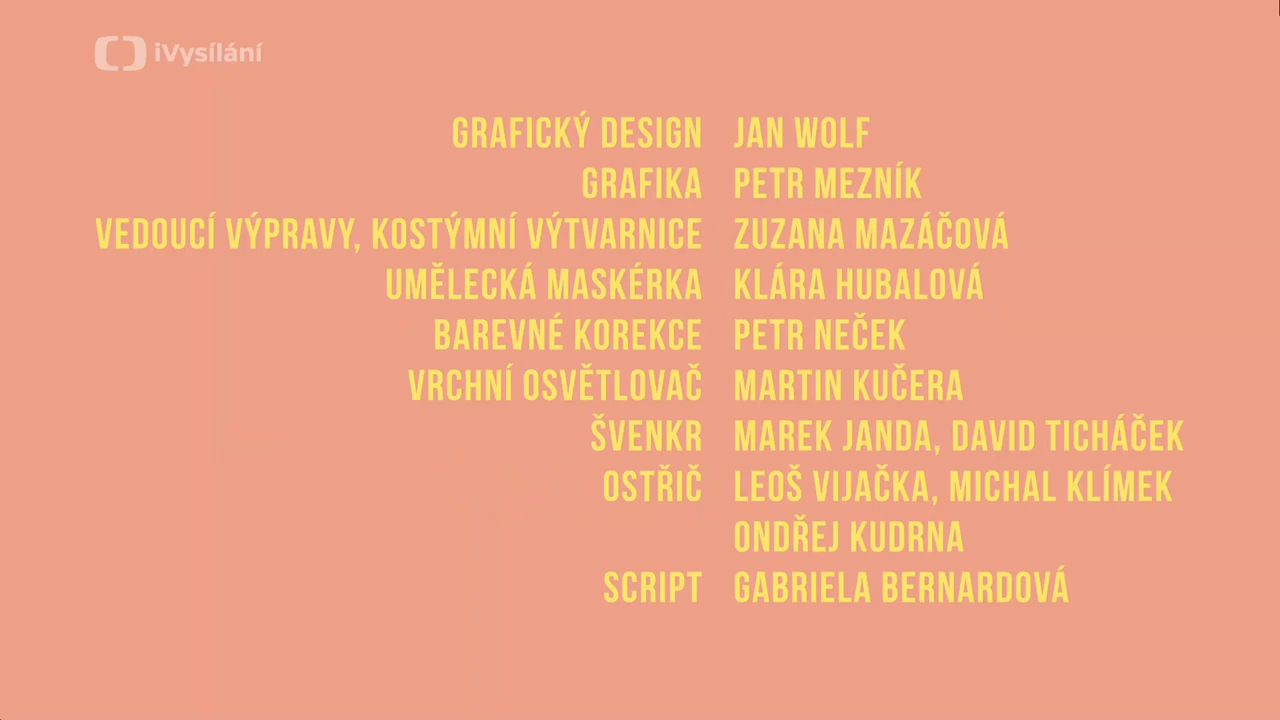 iVysílání
GRAFICKÝ DESIGN JAN WOLF
GRAFIKA PETR MEZNÍK
VEDOUCÍ VÝPRAVY, KOSTÝMNÍ VÝTVARNICE ZUZANA MAZÁČOVÁ
UMĚLECKÁ MASKÉRKA KLÁRA HUBALOVÁ
BAREVNÉ KOREKCE PETR NEČEK
VRCHNÍ OSVĚTLOVAČ MARTIN KUČERA
ŠVENKR MAREK JANDA, DAVID TICHÁČEK
OSTŘIČ LEOŠ VIJAČKA, MICHAL KLÍMEK
ONDŘEJ KUDRNA
SCRIPT GABRIELA BERNARDOVÁ